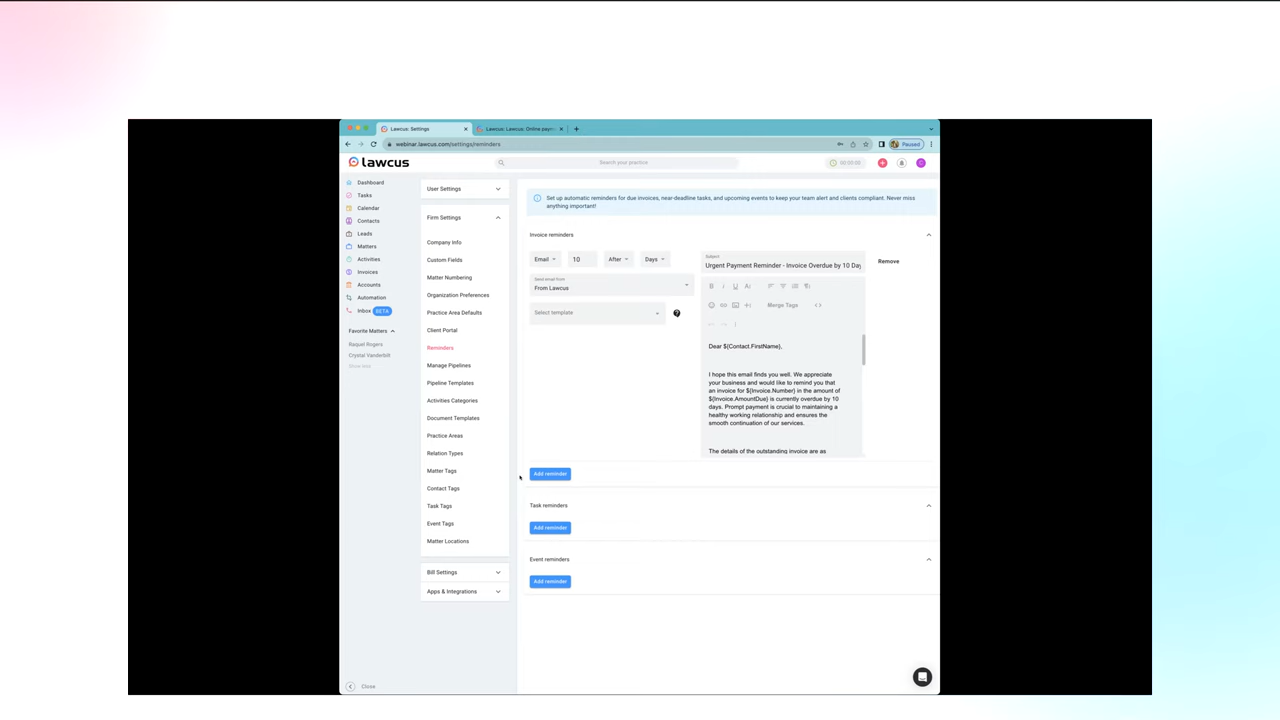 Lawcus: Settings
Lawcus: Lawcus: Online paym
webinar.lawcus.com/settings/reminders
Paused
lawcus
Search your practice
00:00:00
C
Dashboard
Tasks
Calendar
Contacts
Leads
Matters
Activities
Invoices
Accounts
Automation
Inbox BETA
Favorite Matters
Raquel Rogers
Crystal Vanderbilt
Show less
Close
User Settings
Firm Settings
Company Info
Custom Fields
Matter Numbering
Organization Preferences
Practice Area Defaults
Client Portal
Reminders
Manage Pipelines
Pipeline Templates
Activities Categories
Document Templates
Practice Areas
Relation Types
Matter Tags
Contact Tags
Task Tags
Event Tags
Matter Locations
Bill Settings
Apps & Integrations
Set up automatic reminders for due invoices, near-deadline tasks, and upcoming events to keep your team alert and clients compliant. Never miss
anything important!
Invoice reminders
Email 10 After Days
Send email from
From Lawcus
Select template
Subject
Urgent Payment Reminder - Invoice Overdue by 10 Day
Remove
Merge Tags
Dear ${Contact.FirstName},
I hope this email finds you well. We appreciate
your business and would like to remind you that
an invoice for ${Invoice.Number} in the amount of
${Invoice.AmountDue} is currently overdue by 10
days. Prompt payment is crucial to maintaining a
healthy working relationship and ensures the
smooth continuation of our services.
The details of the outstanding invoice are as
Add reminder
Task reminders
Add reminder
Event reminders
Add reminder